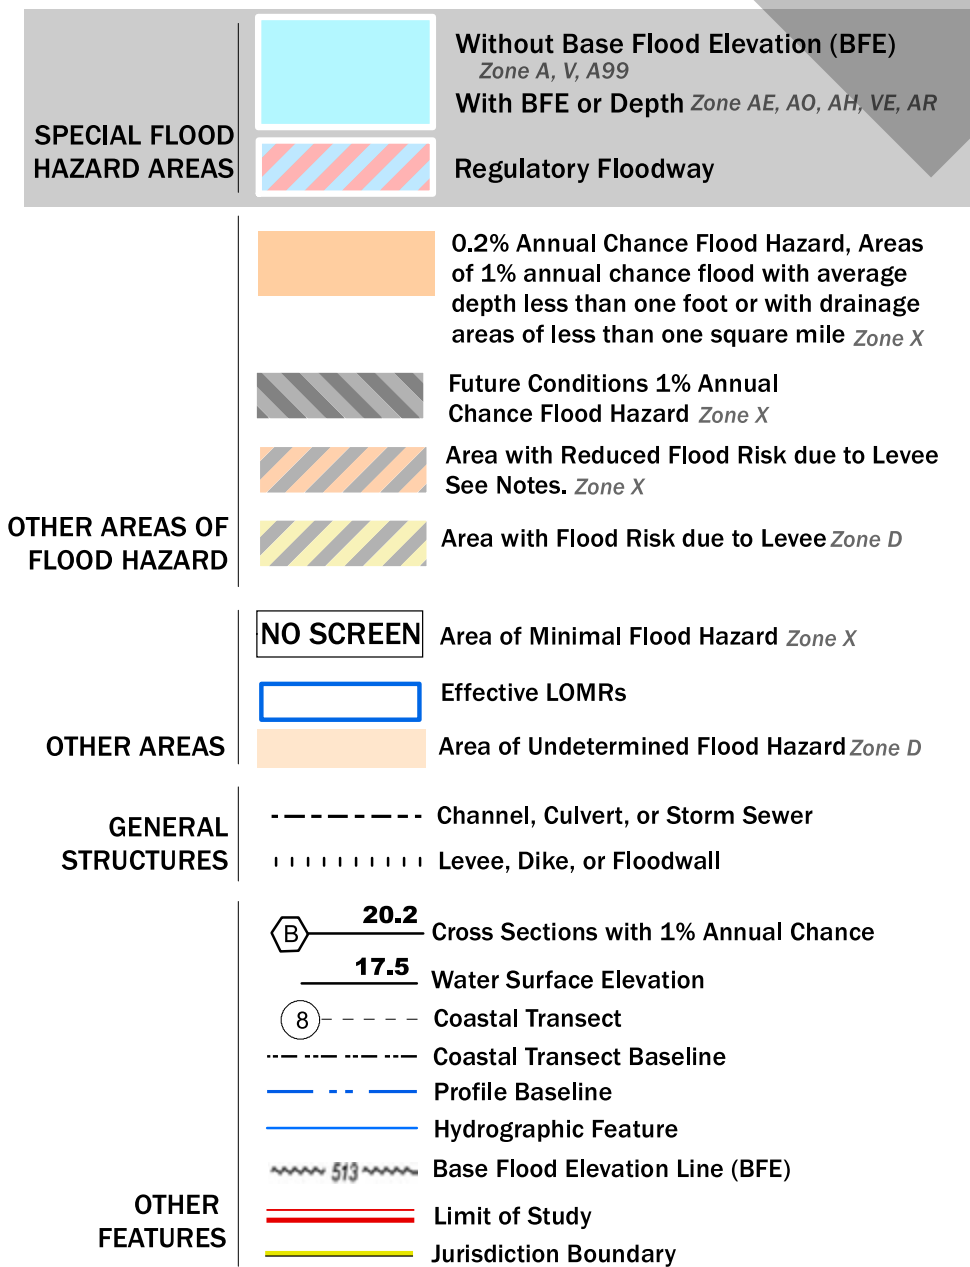 SPECIAL FLOOD
HAZARD AREAS
Without Base Flood Elevation (BFE)
Zone A, V, A99
With BFE or Depth Zone AE, AO, AH, VE, AR
Regulatory Floodway
OTHER AREAS OF
FLOOD HAZARD
0.2% Annual Chance Flood Hazard, Areas
of 1% annual chance flood with average
depth less than one foot or with drainage
areas of less than one square mile Zone X
Future Conditions 1% Annual
Chance Flood Hazard Zone X
Area with Reduced Flood Risk due to Levee
See Notes. Zone X
Area with Flood Risk due to Levee Zone D
OTHER AREAS
NO SCREEN Area of Minimal Flood Hazard Zone X
Effective LOMRs
Area of Undetermined Flood Hazard Zone D
GENERAL
STRUCTURES
Channel, Culvert, or Storm Sewer
Levee, Dike, or Floodwall
OTHER
FEATURES
B 20.2 Cross Sections with 1% Annual Chance
17.5 Water Surface Elevation
8 Coastal Transect
Coastal Transect Baseline
Profile Baseline
Hydrographic Feature
513 Base Flood Elevation Line (BFE)
Limit of Study
Jurisdiction Boundary